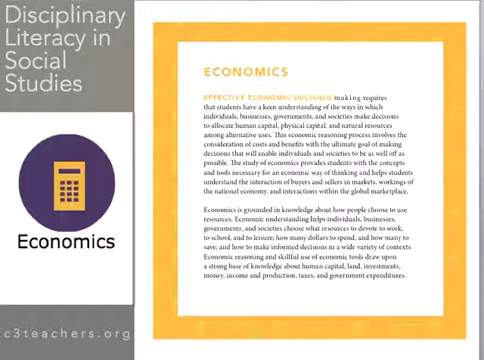 Disciplinary
Literacy in
Social
Studies
Economics
c3teachers.org
ECONOMICS
EFFECTIVE ECONOMIC DECISION making requires
that students have a keen understanding of the ways in which
individuals, businesses, governments, and societies make decisions
to allocate human capital, physical capital, and natural resources
among alternative uses. This economic reasoning process involves the
consideration of costs and benefits with the ultimate goal of making
decisions that will enable individuals and societies to be as well off as
possible. The study of economics provides students with the concepts
and tools necessary for an economic way of thinking and helps students
understand the interaction of buyers and sellers in markets, workings of
the national economy, and interactions within the global marketplace.
Economics is grounded in knowledge about how people choose to use
resources. Economic understanding helps individuals, businesses,
governments, and societies choose what resources to devote to work,
to school, and to leisure; how many dollars to spend, and how many to
save; and how to make informed decisions in a wide variety of contexts.
Economic reasoning and skillful use of economic tools draw upon
a strong base of knowledge about human capital, land, investments,
money, income and production, taxes, and government expenditures.